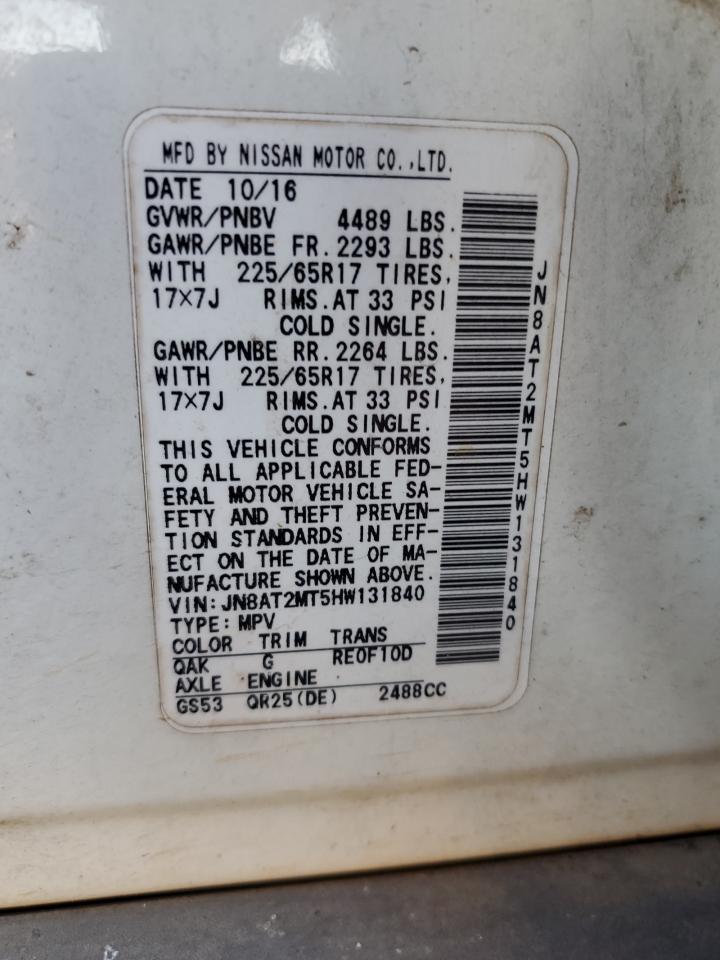 MFD BY NISSAN MOTOR CO.,LTD.
DATE 10/16
GVWR/PNBV 4489 LBS.
GAWR/PNBE FR. 2293 LBS.
WITH 225/65R17 TIRES,
17×7J RIMS.AT 33 PSI
COLD SINGLE.
GAWR/PNBE RR. 2264 LBS.
WITH 225/65R17 TIRES,
17×7J RIMS.AT 33 PSI
COLD SINGLE.
THIS VEHICLE CONFORMS
TO ALL APPLICABLE FED-
ERAL MOTOR VEHICLE SA-
FETY AND THEFT PREVEN-
TION STANDARDS IN EFF-
ECT ON THE DATE OF MA-
NUFACTURE SHOWN ABOVE.
VIN:JN8AT2MT5HW131840
TYPE:MPV
COLOR TRIM TRANS
QAK G RE0F10D
AXLE ENGINE
GS53 QR25(DE) 2488CC
JN8AT2MT5HW131840